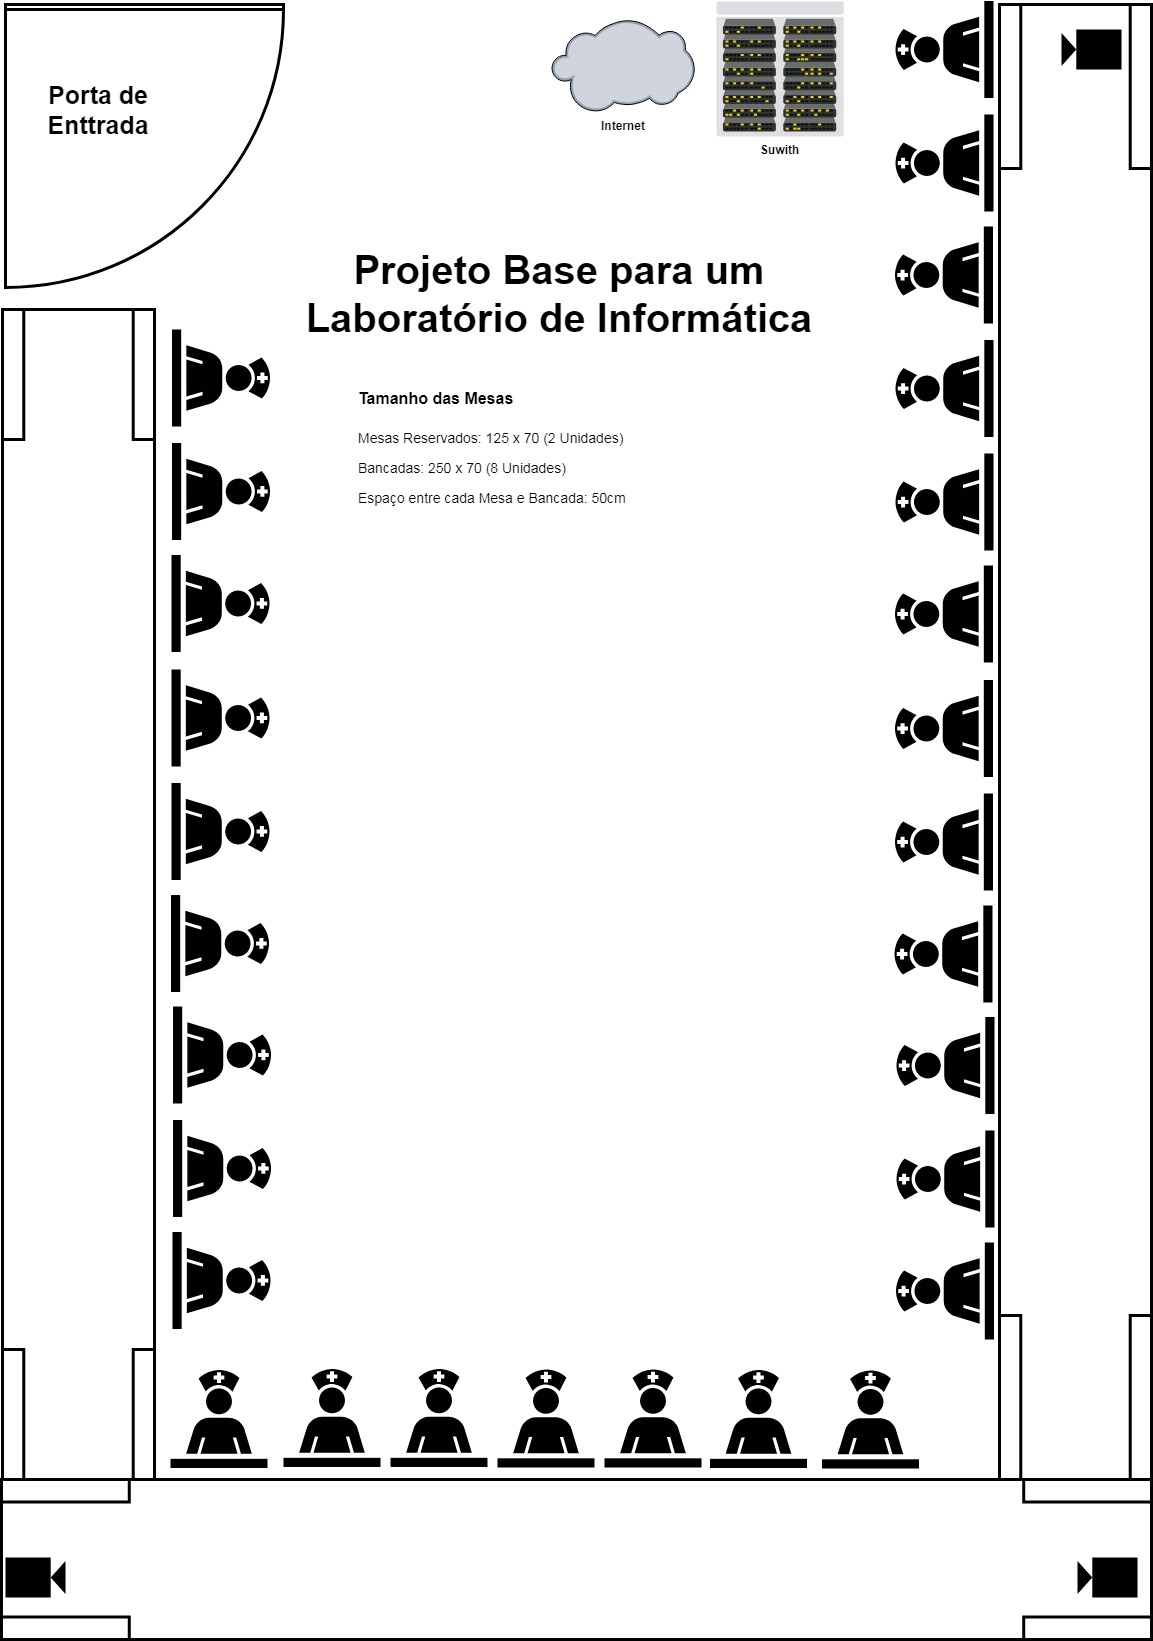 Porta de
Enttrada
Internet
Suwith
Projeto Base para um
Laboratório de Informática
Tamanho das Mesas
Mesas Reservados: 125 x 70 (2 Unidades)
Bancadas: 250 x 70 (8 Unidades)
Espaço entre cada Mesa e Bancada: 50cm